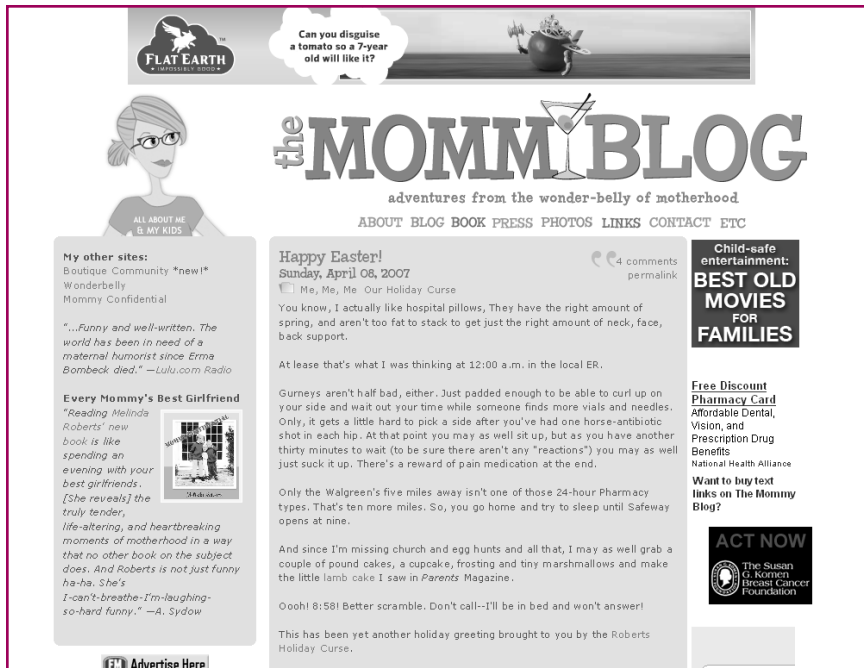 FLAT EARTH
TM
• IMPOSSIBLY GOOD •
Can you disguise
a tomato so a 7-year
old will like it?
the MOMMY BLOG
adventures from the wonder-belly of motherhood
ABOUT BLOG BOOK PRESS PHOTOS LINKS CONTACT ETC
ALL ABOUT ME
& MY KIDS
My other sites:
Boutique Community *new!*
Wonderbelly
Mommy Confidential
"...Funny and well-written. The
world has been in need of a
maternal humorist since Erma
Bombeck died." —Lulu.com Radio
Every Mommy's Best Girlfriend
"Reading Melinda
Roberts' new
book is like
spending an
evening with your
best girlfriends.
[She reveals] the
truly tender,
life-altering, and heartbreaking
moments of motherhood in a way
that no other book on the subject
does. And Roberts is not just funny
ha-ha. She's
I-can't-breathe-I'm-laughing-
so-hard funny." —A. Sydow
FM Advertise Here
Happy Easter!
Sunday, April 08, 2007
Me, Me, Me Our Holiday Curse
4 comments
permalink
You know, I actually like hospital pillows, They have the right amount of
spring, and aren't too fat to stack to get just the right amount of neck, face,
back support.
At lease that's what I was thinking at 12:00 a.m. in the local ER.
Gurneys aren't half bad, either. Just padded enough to be able to curl up on
your side and wait out your time while someone finds more vials and needles.
Only, it gets a little hard to pick a side after you've had one horse-antibiotic
shot in each hip. At that point you may as well sit up, but as you have another
thirty minutes to wait (to be sure there aren't any "reactions") you may as well
just suck it up. There's a reward of pain medication at the end.
Only the Walgreen's five miles away isn't one of those 24-hour Pharmacy
types. That's ten more miles. So, you go home and try to sleep until Safeway
opens at nine.
And since I'm missing church and egg hunts and all that, I may as well grab a
couple of pound cakes, a cupcake, frosting and tiny marshmallows and make
the little lamb cake I saw in Parents Magazine.
Oooh! 8:58! Better scramble. Don't call--I'll be in bed and won't answer!
This has been yet another holiday greeting brought to you by the Roberts
Holiday Curse.
Child-safe
entertainment:
BEST OLD
MOVIES
FOR
FAMILIES
Free Discount
Pharmacy Card
Affordable Dental,
Vision, and
Prescription Drug
Benefits
National Health Alliance
Want to buy text
links on The Mommy
Blog?
ACT NOW
The Susan
G. Komen
Breast Cancer
Foundation